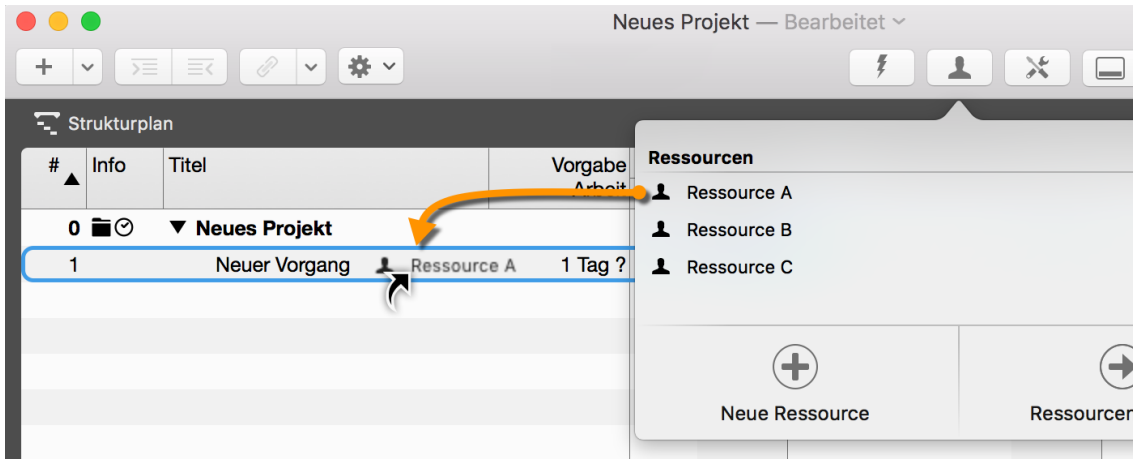 Neues Projekt — Bearbeitet
Strukturplan
# Info Titel Vorgabe
Arbeit
Ressourcen
Ressource A
0 Neues Projekt
Ressource B
1 Neuer Vorgang Ressource A 1 Tag ?
Ressource C
Neue Ressource